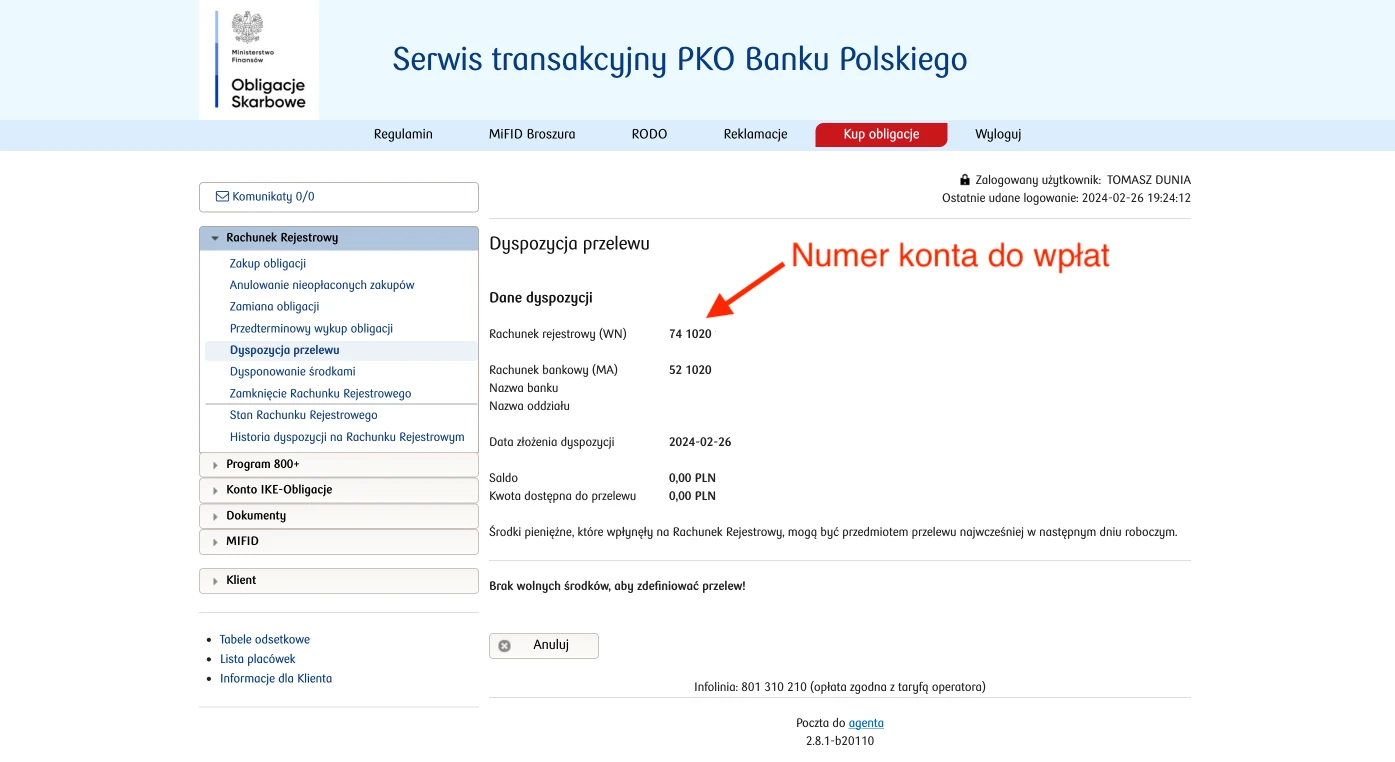 Ministerstwo
Finansów
Obligacje
Skarbowe
Serwis transakcyjny PKO Banku Polskiego
Regulamin MiFID Broszura RODO Reklamacje Kup obligacje Wyloguj
Komunikaty 0/0
Zalogowany użytkownik: TOMASZ DUNIA
Ostatnie udane logowanie: 2024-02-26 19:24:12
Rachunek Rejestrowy
Zakup obligacji
Anulowanie nieopłaconych zakupów
Zamiana obligacji
Przedterminowy wykup obligacji
Dyspozycja przelewu
Dysponowanie środkami
Zamknięcie Rachunku Rejestrowego
Stan Rachunku Rejestrowego
Historia dyspozycji na Rachunku Rejestrowym
Program 800+
Konto IKE-Obligacje
Dokumenty
MIFID
Klient
Tabele odsetkowe
Lista placówek
Informacje dla Klienta
Dyspozycja przelewu
Numer konta do wpłat
Dane dyspozycji
Rachunek rejestrowy (WN) 74 1020
Rachunek bankowy (MA) 52 1020
Nazwa banku
Nazwa oddziału
Data złożenia dyspozycji 2024-02-26
Saldo 0,00 PLN
Kwota dostępna do przelewu 0,00 PLN
Środki pieniężne, które wpłynęły na Rachunek Rejestrowy, mogą być przedmiotem przelewu najwcześniej w następnym dniu roboczym.
Brak wolnych środków, aby zdefiniować przelew!
Anuluj
Infolinia: 801 310 210 (opłata zgodna z taryfą operatora)
Poczta do agenta
2.8.1-b20110